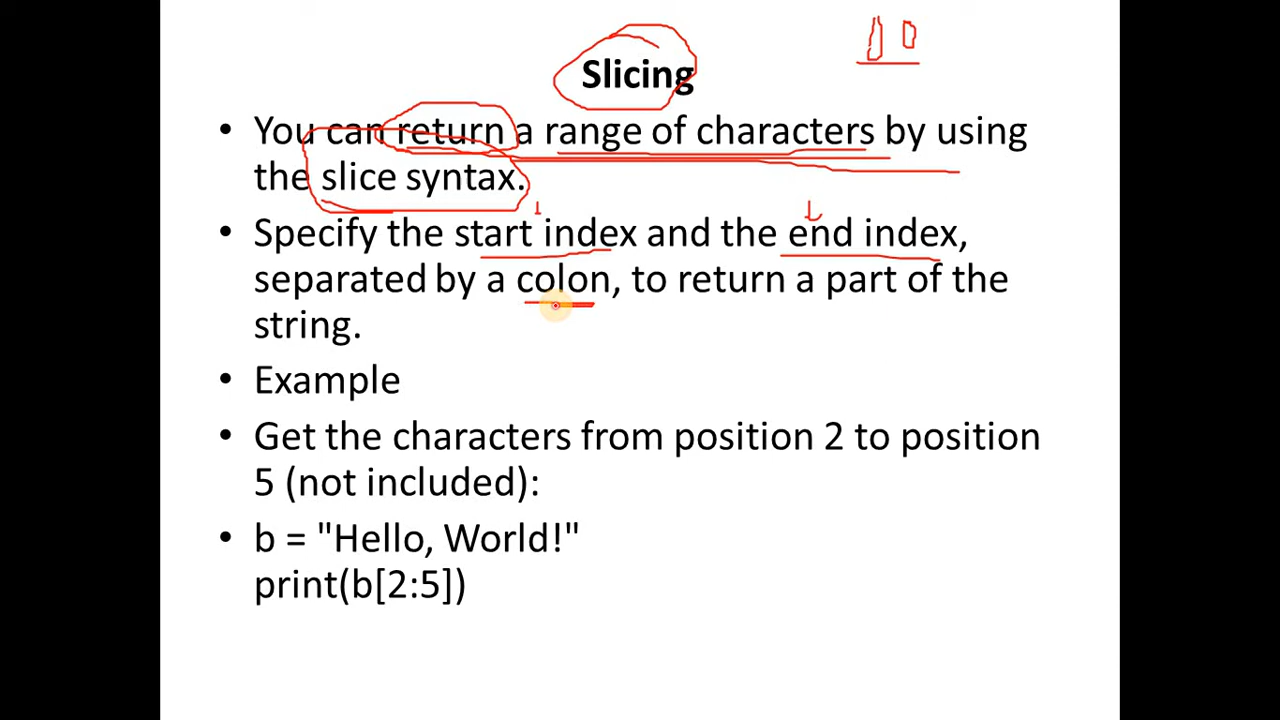 Slicing
• You can return a range of characters by using
the slice syntax.
• Specify the start index and the end index,
separated by a colon, to return a part of the
string.
• Example
• Get the characters from position 2 to position
5 (not included):
• b = "Hello, World!"
print(b[2:5])